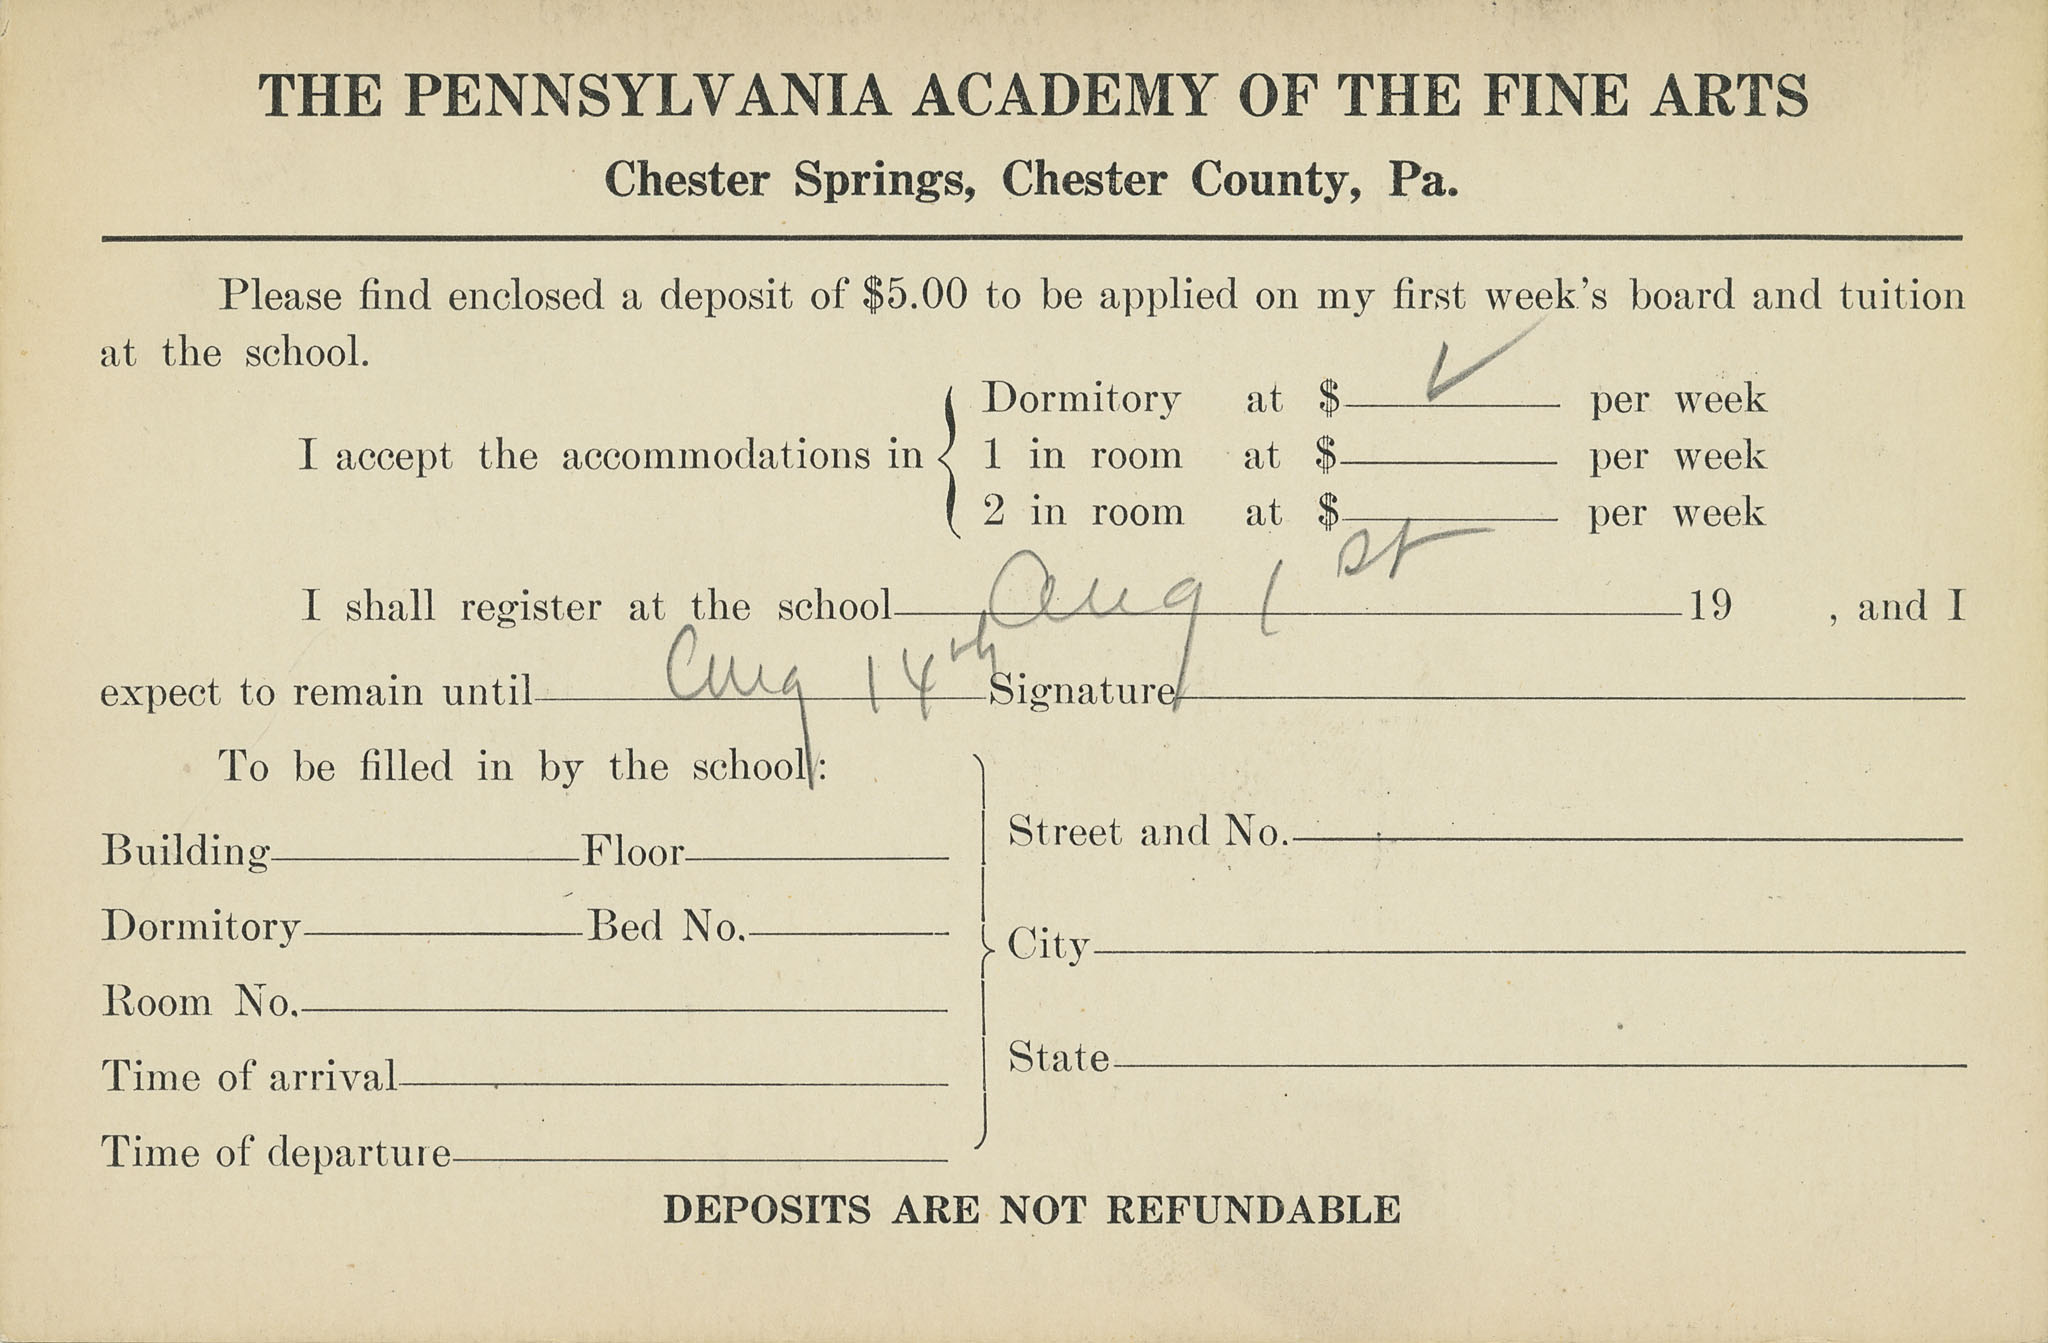 THE PENNSYLVANIA ACADEMY OF THE FINE ARTS
Chester Springs, Chester County, Pa.
Please find enclosed a deposit of $5.00 to be applied on my first week's board and tuition
at the school.
Dormitory at $ ✓ per week
I accept the accommodations in 1 in room at $ per week
2 in room at $ per week
I shall register at the school Aug 1st 19 , and I
expect to remain until Aug 14th Signature
To be filled in by the school:
Building Floor
Street and No.
Dormitory Bed No.
City
Room No.
State
Time of arrival
Time of departure
DEPOSITS ARE NOT REFUNDABLE